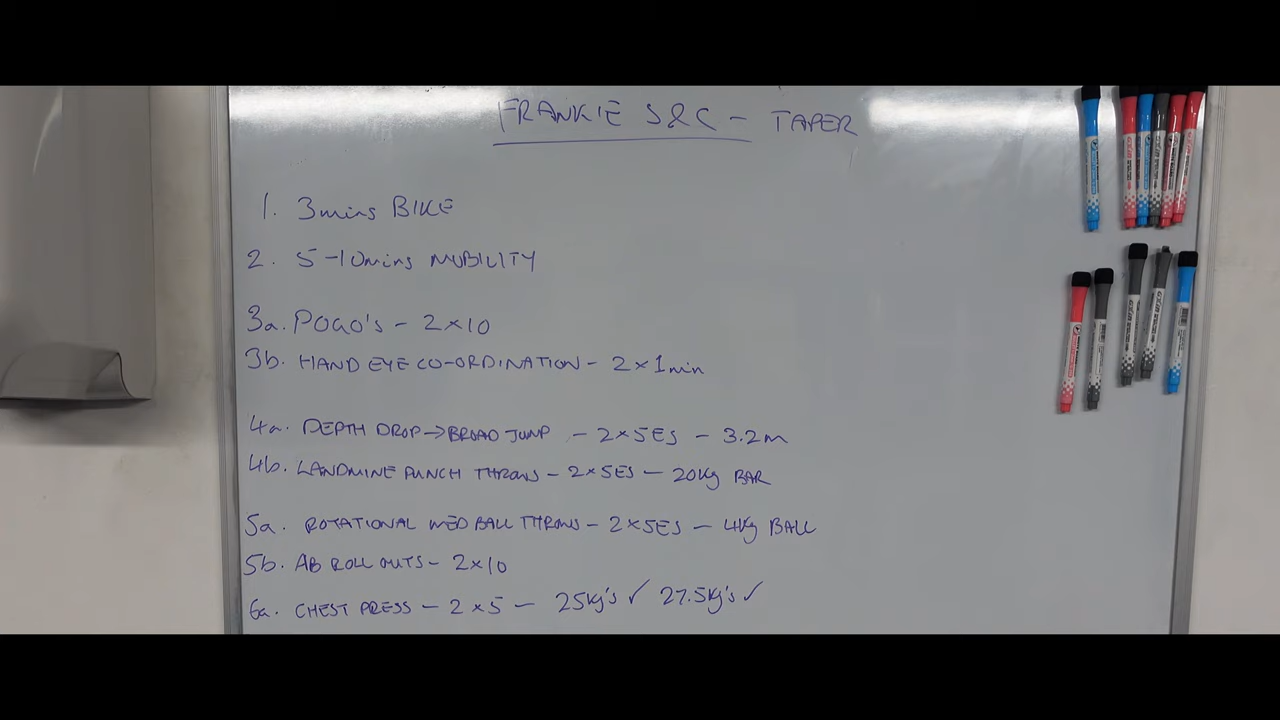 FRANKIE S&C - TAPER
1. 3mins BIKE
2. 5-10mins MOBILITY
3a. POGO'S - 2x10
3b. HAND EYE CO-ORDINATION - 2x1min
4a. DEPTH DROP→BROAD JUMP - 2x5ES - 3.2m
4b. LANDMINE PUNCH THROWS - 2x5ES - 20Kg BAR
5a. ROTATIONAL MED BALL THROWS - 2x5ES - 4Kg BALL
5b. AB ROLL OUTS - 2x10
6a. CHEST PRESS - 2x5 - 25Kg's ✓ 27.5Kg's ✓